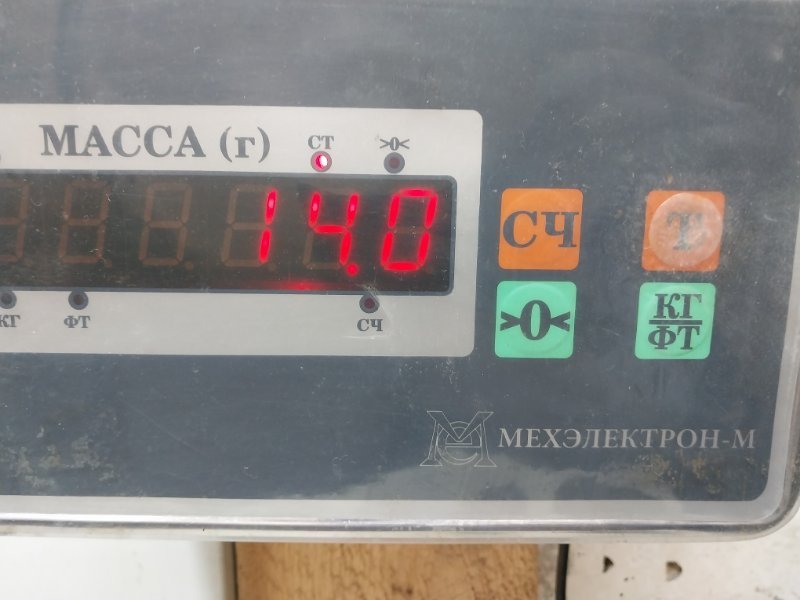 МАССА (г)
СТ
>0<
14.0
КГ
ФТ
СЧ
СЧ
Т
>0<
КГ
ФТ
МЕХЭЛЕКТРОН-М